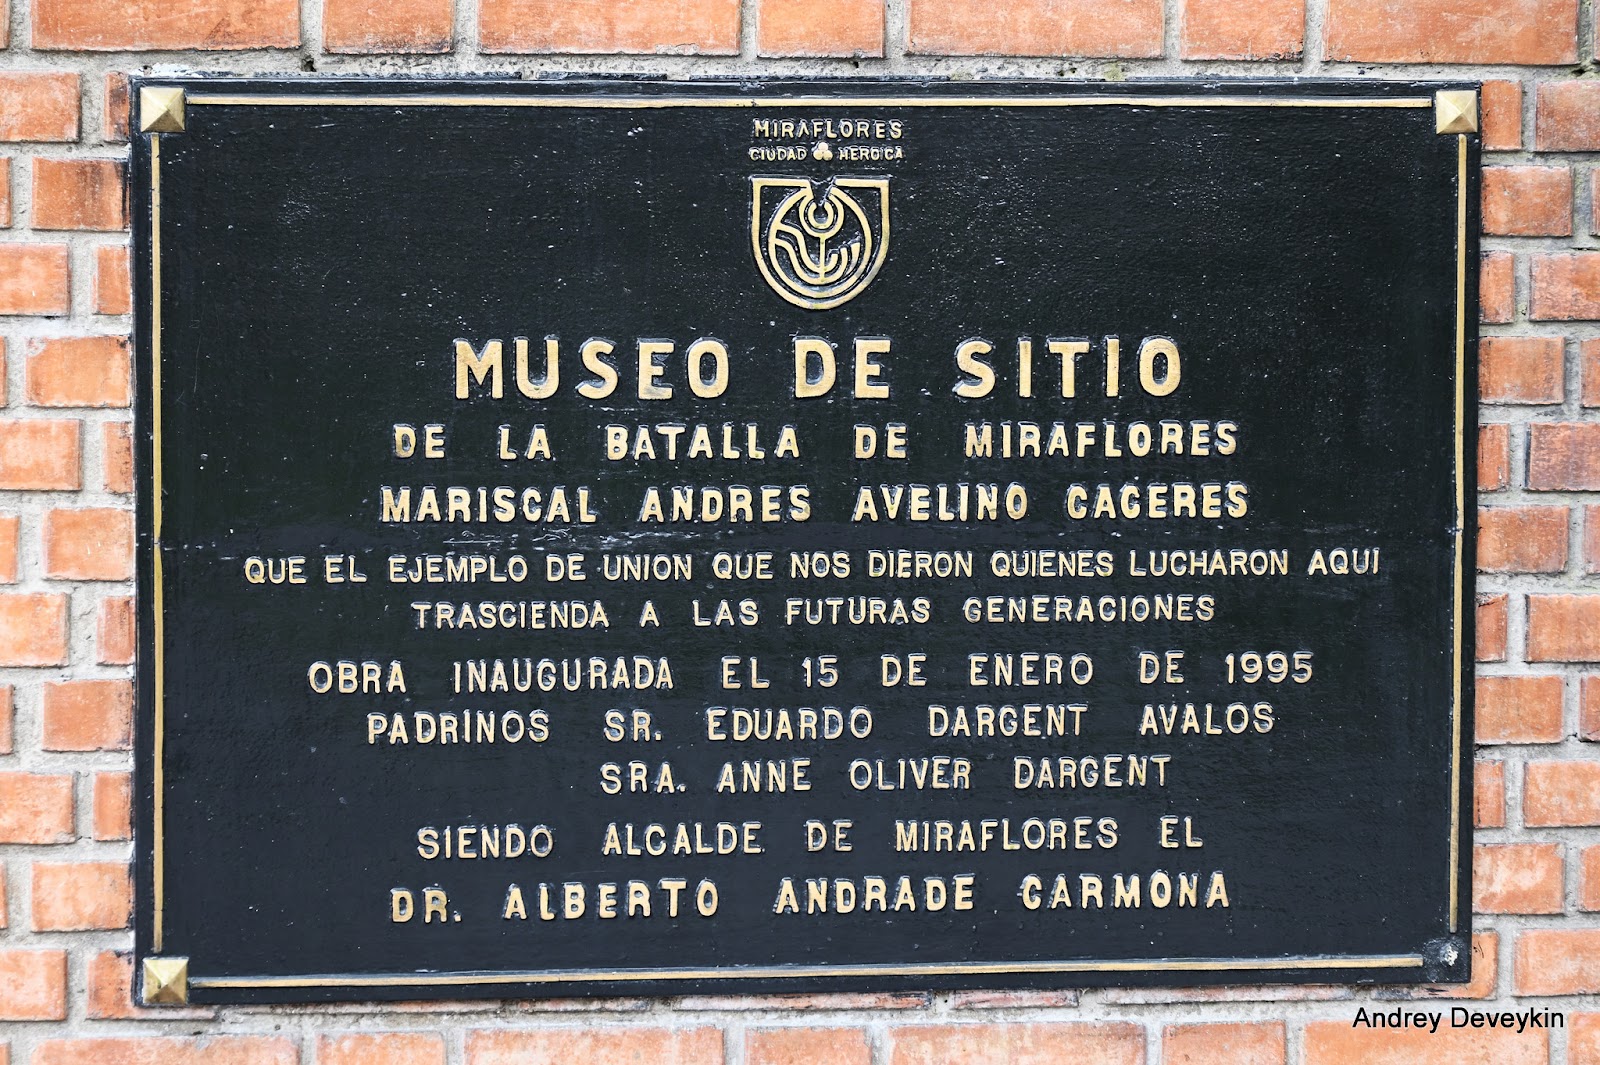 MIRAFLORES
CIUDAD HEROICA
MUSEO DE SITIO
DE LA BATALLA DE MIRAFLORES
MARISCAL ANDRES AVELINO CACERES
QUE EL EJEMPLO DE UNION QUE NOS DIERON QUIENES LUCHARON AQUI
TRASCIENDA A LAS FUTURAS GENERACIONES
OBRA INAUGURADA EL 15 DE ENERO DE 1995
PADRINOS SR. EDUARDO DARGENT AVALOS
SRA. ANNE OLIVER DARGENT
SIENDO ALCALDE DE MIRAFLORES EL
DR. ALBERTO ANDRADE CARMONA
Andrey Deveykin